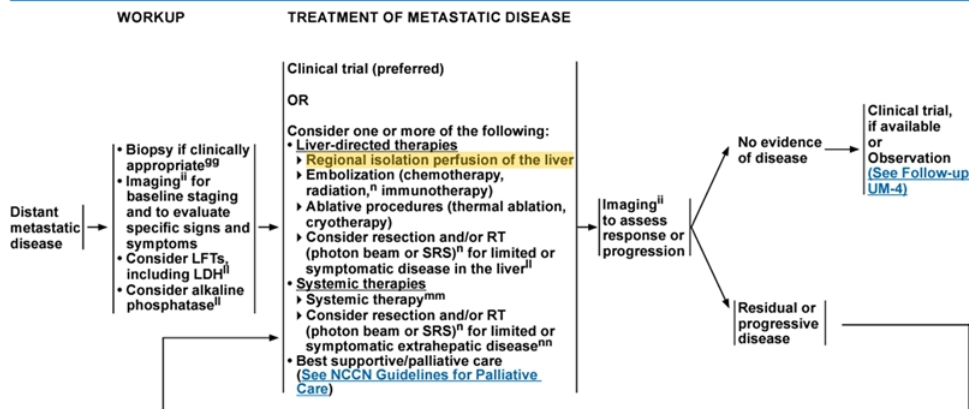 WORKUP
TREATMENT OF METASTATIC DISEASE
Distant
metastatic
disease
• Biopsy if clinically
appropriategg
• Imagingii for
baseline staging
and to evaluate
specific signs and
symptoms
• Consider LFTs,
including LDHll
• Consider alkaline
phosphatasell
Clinical trial (preferred)
OR
Consider one or more of the following:
• Liver-directed therapies
Regional isolation perfusion of the liver
Embolization (chemotherapy,
radiation,n immunotherapy)
Ablative procedures (thermal ablation,
cryotherapy)
Consider resection and/or RT
(photon beam or SRS)n for limited or
symptomatic disease in the liverll
• Systemic therapies
Systemic therapymm
Consider resection and/or RT
(photon beam or SRS)n for limited or
symptomatic extrahepatic diseasenn
• Best supportive/palliative care
(See NCCN Guidelines for Palliative
Care)
Imagingii
to assess
response or
progression
No evidence
of disease
Clinical trial,
if available
or
Observation
(See Follow-up
UM-4)
Residual or
progressive
disease